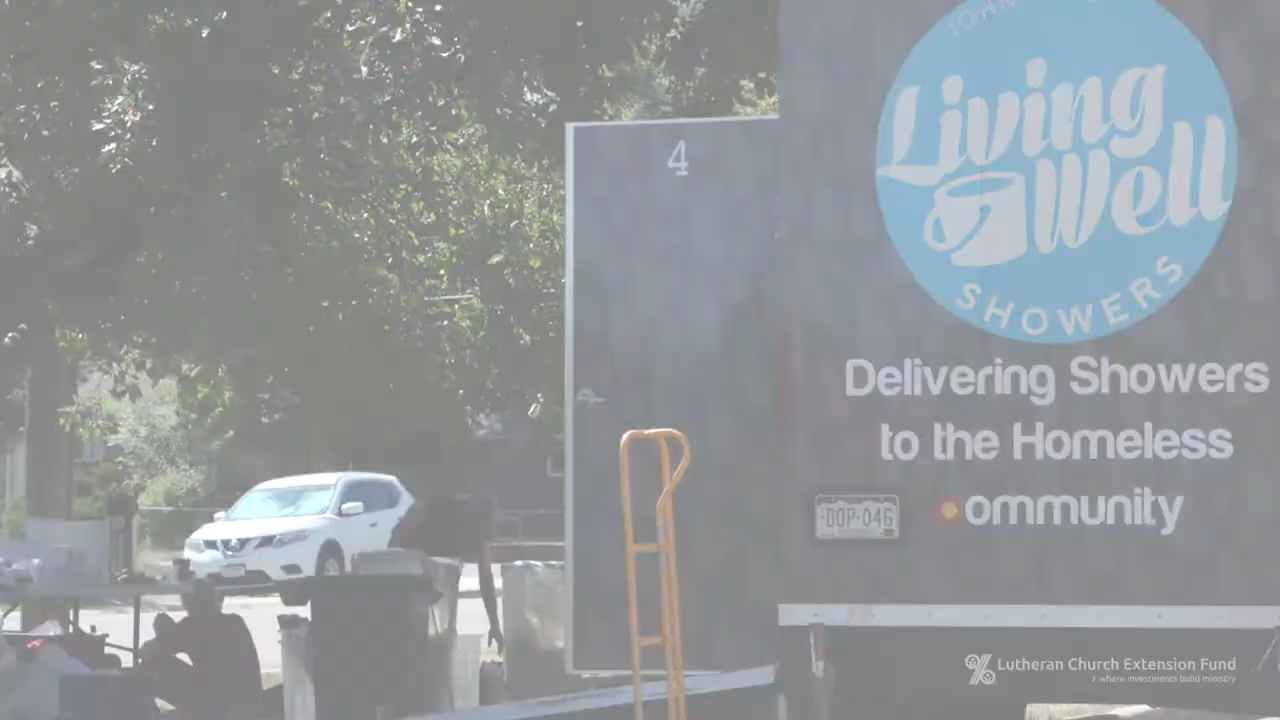 JOHN
Living
Well
SHOWERS
4
Delivering Showers
to the Homeless
ommunity
DOP-046
Lutheran Church Extension Fund
› where investments build ministry